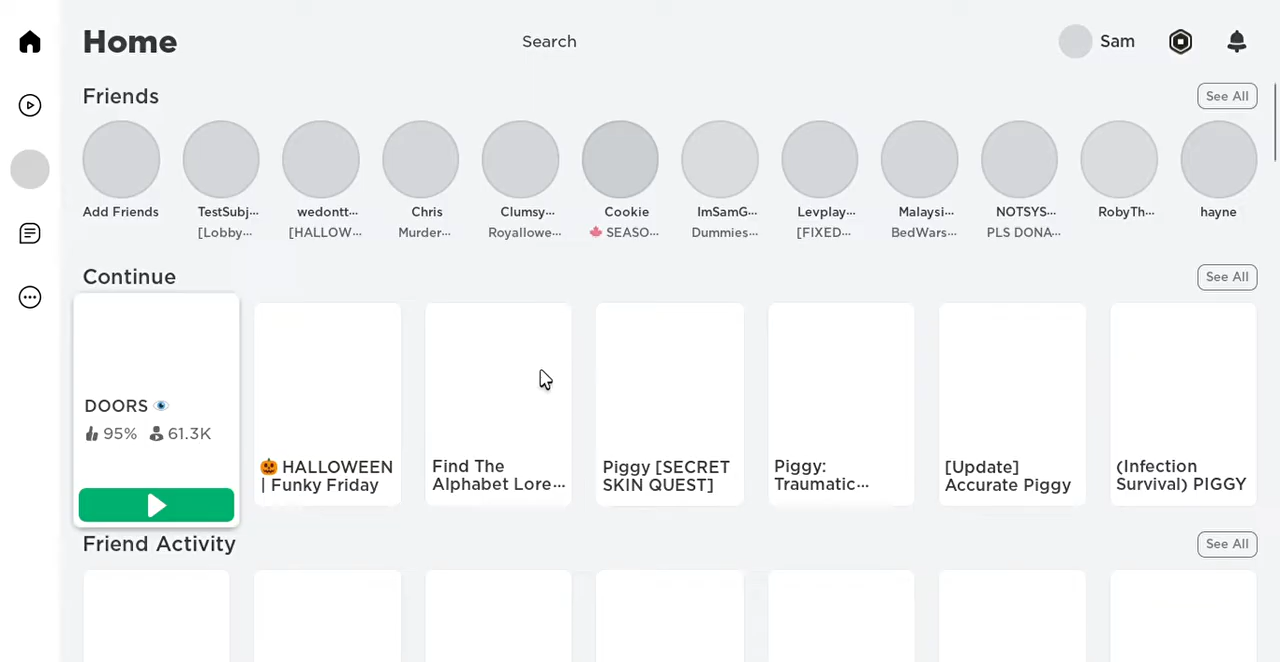 Home
Search
Sam
Friends
See All
Add Friends
TestSubj...
wedontt...
Chris
Clumsy...
Cookie
ImSamG...
Levplay...
Malaysi...
NOTSYS...
RobyTh...
hayne
[Lobby...
[HALLOW...
Murder...
Royallowe...
🍁 SEASO...
Dummies...
[FIXED...
BedWars...
PLS DONA...
Continue
See All
DOORS 👁️
95% 61.3K
🎃 HALLOWEEN
| Funky Friday
Find The
Alphabet Lore...
Piggy [SECRET
SKIN QUEST]
Piggy:
Traumatic...
[Update]
Accurate Piggy
(Infection
Survival) PIGGY
Friend Activity
See All